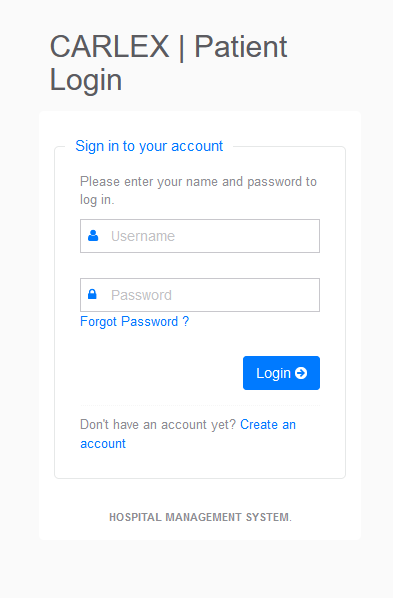 CARLEX | Patient
Login
Sign in to your account
Please enter your name and password to
log in.
Username
Password
Forgot Password ?
Login
Don't have an account yet? Create an
account
HOSPITAL MANAGEMENT SYSTEM.